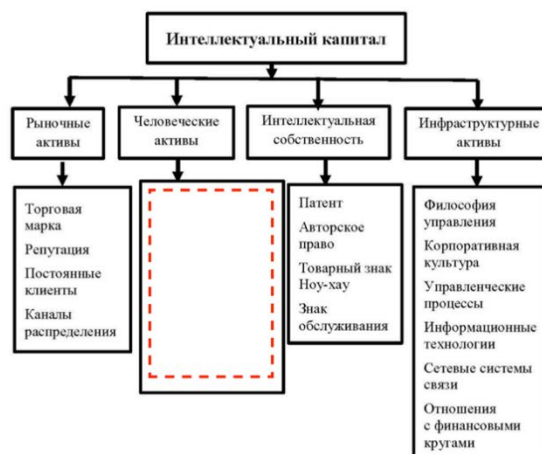 Интеллектуальный капитал
Рыночные
активы
Человеческие
активы
Интеллектуальная
собственность
Инфраструктурные
активы
Торговая
марка
Репутация
Постоянные
клиенты
Каналы
распределения
Патент
Авторское
право
Товарный знак
Ноу-хау
Знак
обслуживания
Философия
управления
Корпоративная
культура
Управленческие
процессы
Информационные
технологии
Сетевые системы
связи
Отношения
с финансовыми
кругами